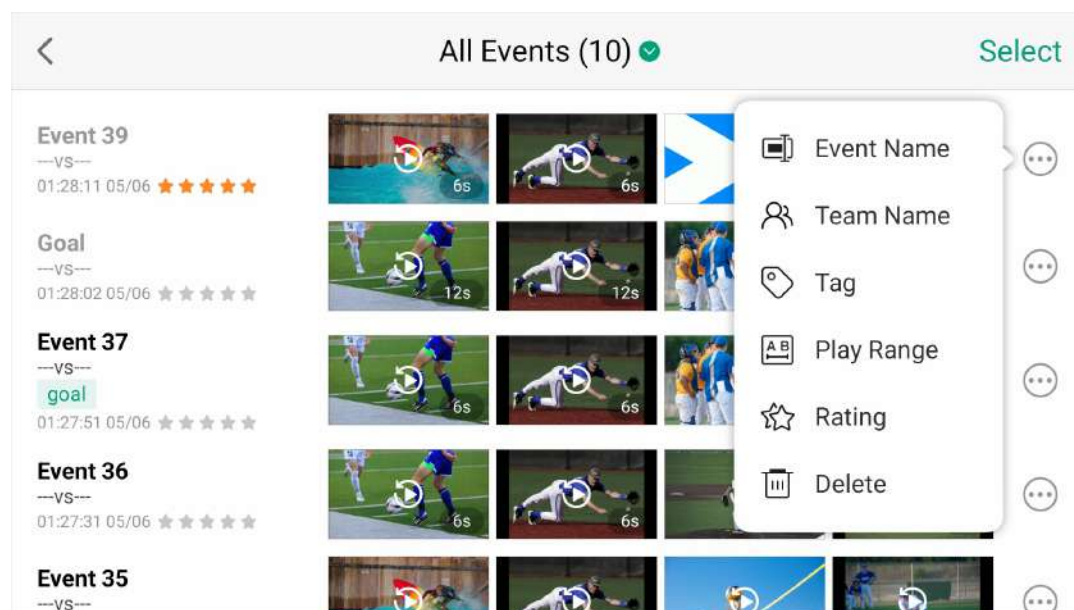 All Events (10)
Select
Event 39
---vs---
01:28:11 05/06
6s
6s
Goal
---vs---
01:28:02 05/06
12s
12s
Event 37
---vs---
goal
01:27:51 05/06
6s
6s
Event 36
---vs---
01:27:31 05/06
6s
6s
Event 35
---vs---
Event Name
Team Name
Tag
A B
Play Range
Rating
Delete